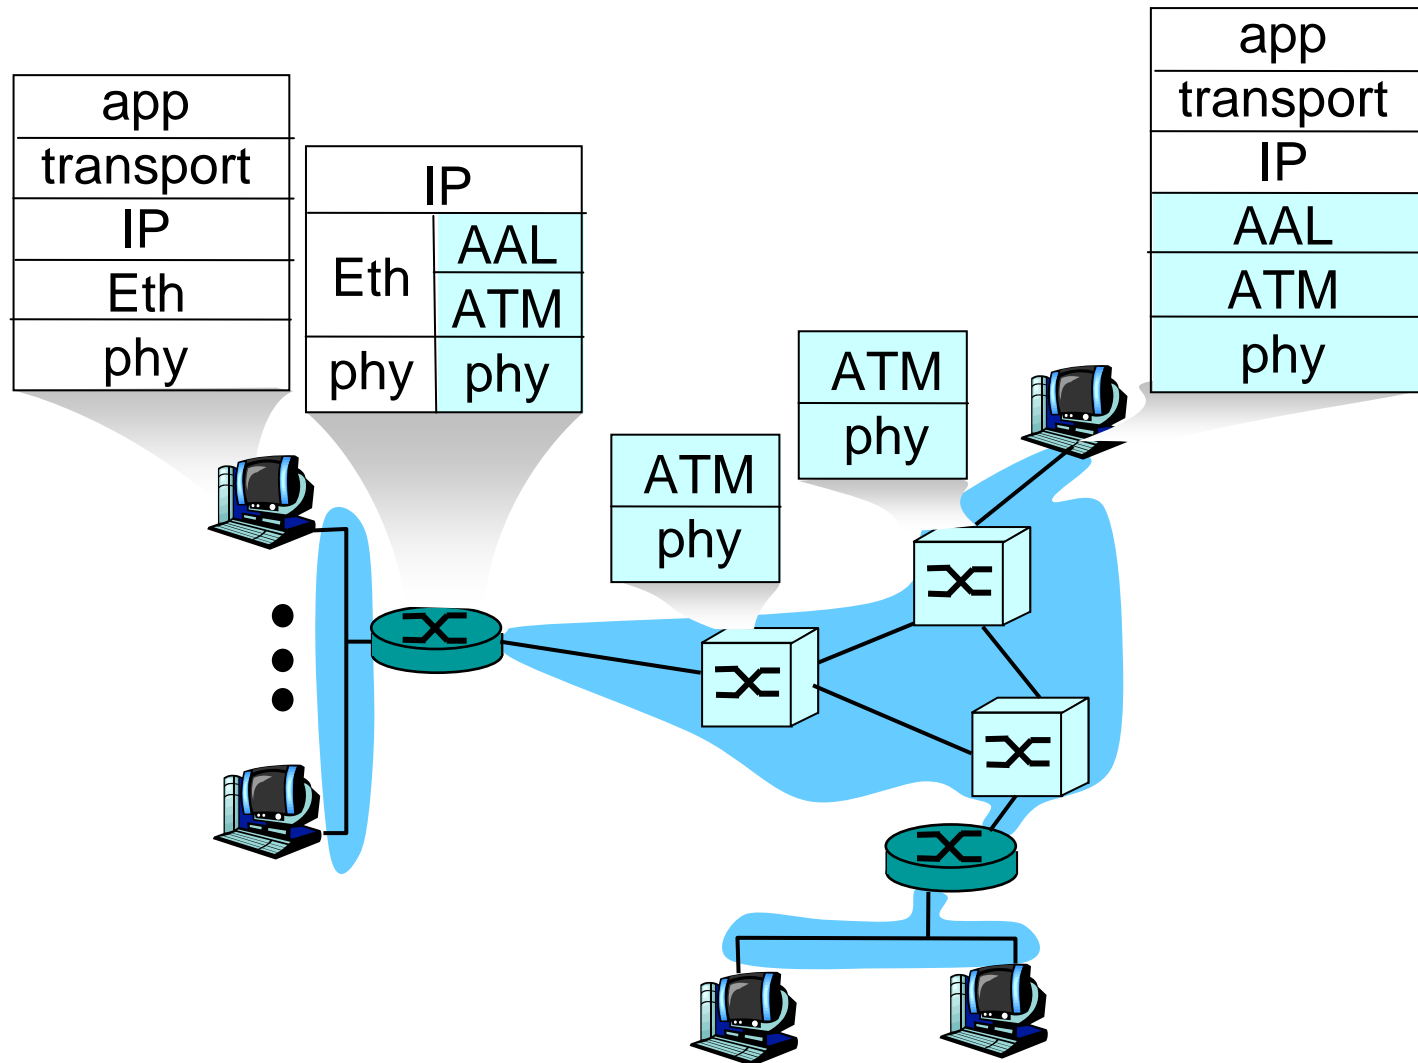 app
transport
IP
Eth
phy
IP
Eth
AAL
ATM
phy
phy
ATM
phy
ATM
phy
app
transport
IP
AAL
ATM
phy